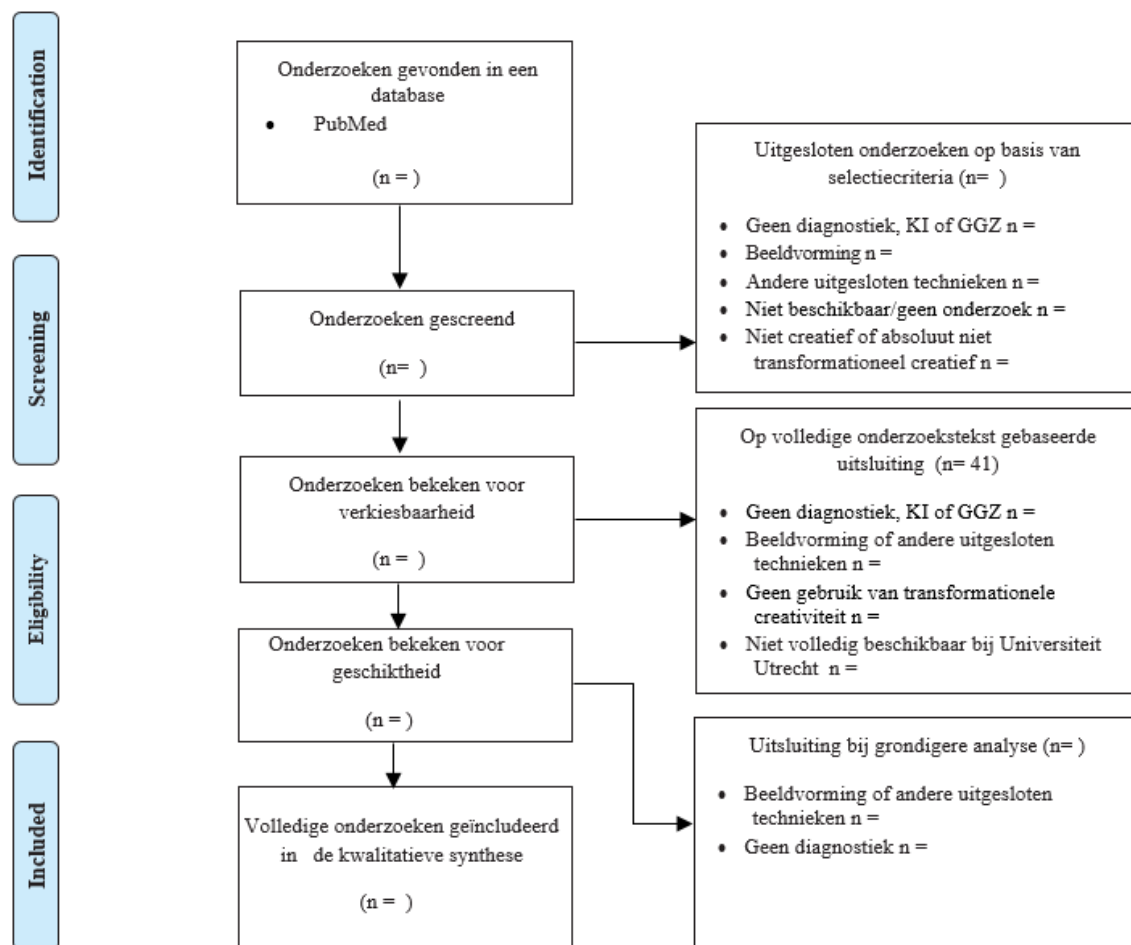 Identification
Onderzoeken gevonden in een
database
• PubMed
(n = )
Uitgesloten onderzoeken op basis van
selectiecriteria (n= )
• Geen diagnostiek, KI of GGZ n =
• Beeldvorming n =
• Andere uitgesloten technieken n =
• Niet beschikbaar/geen onderzoek n =
• Niet creatief of absoluut niet
transformationeel creatief n =
Screening
Onderzoeken gescreend
(n= )
Op volledige onderzoekstekst gebaseerde
uitsluiting (n= 41)
• Geen diagnostiek, KI of GGZ n =
• Beeldvorming of andere uitgesloten
technieken n =
• Geen gebruik van transformationele
creativiteit n =
• Niet volledig beschikbaar bij Universiteit
Utrecht n =
Eligibility
Onderzoeken bekeken voor
verkiesbaarheid
(n = )
Onderzoeken bekeken voor
geschiktheid
(n = )
Uitsluiting bij grondigere analyse (n= )
• Beeldvorming of andere uitgesloten
technieken n =
• Geen diagnostiek n =
Included
Volledige onderzoeken geïncludeerd
in de kwalitatieve synthese
(n = )